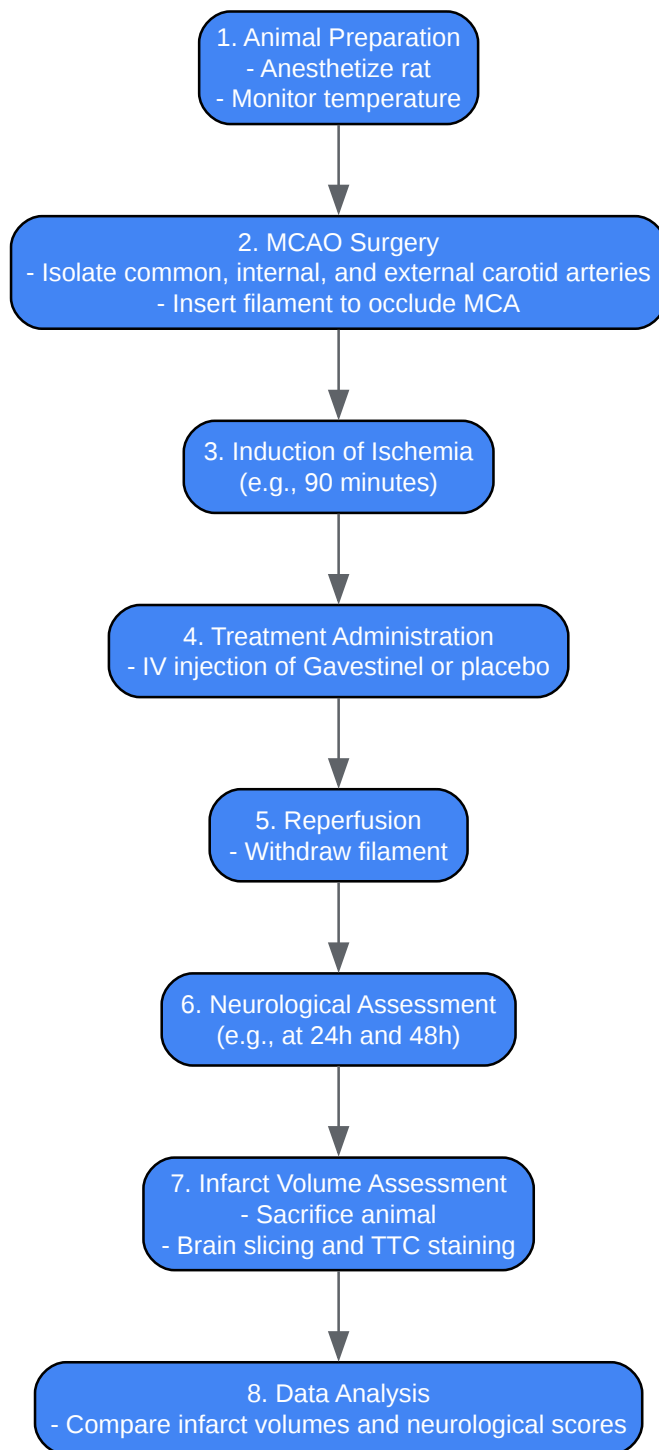 1. Animal Preparation
- Anesthetize rat
- Monitor temperature
2. MCAO Surgery
- Isolate common, internal, and external carotid arteries
- Insert filament to occlude MCA
3. Induction of Ischemia
(e.g., 90 minutes)
4. Treatment Administration
- IV injection of Gavestinel or placebo
5. Reperfusion
- Withdraw filament
6. Neurological Assessment
(e.g., at 24h and 48h)
7. Infarct Volume Assessment
- Sacrifice animal
- Brain slicing and TTC staining
8. Data Analysis
- Compare infarct volumes and neurological scores